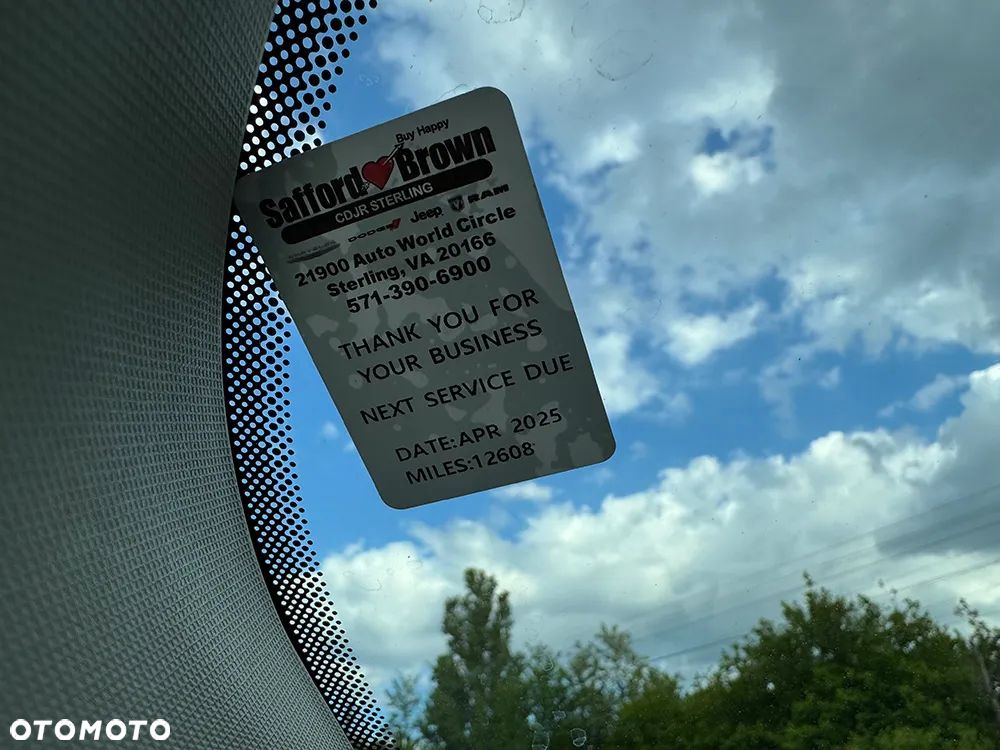 Buy Happy
Safford Brown
CDJR STERLING
DODGE Jeep RAM
21900 Auto World Circle
Sterling, VA 20166
571-390-6900
THANK YOU FOR
YOUR BUSINESS
NEXT SERVICE DUE
DATE:APR 2025
MILES:12608
OTOMOTO